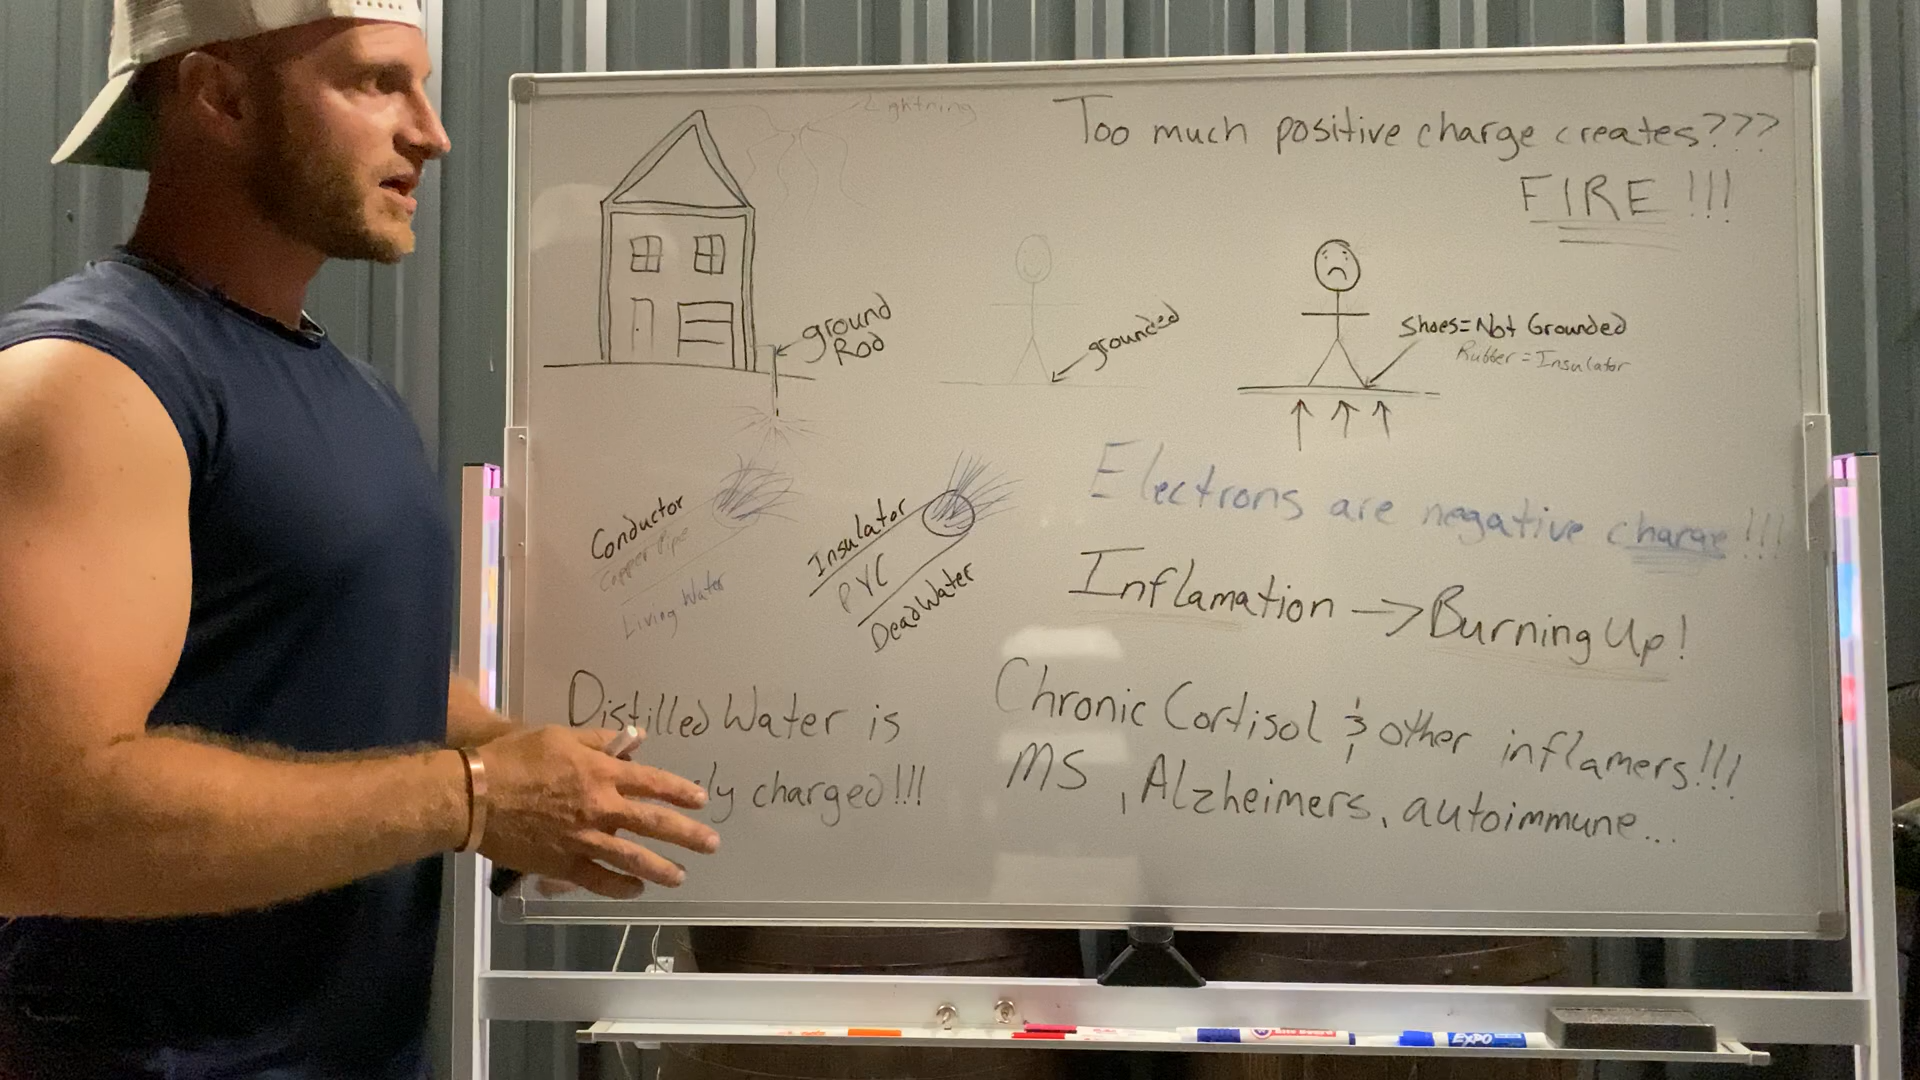 Lightning
Too much positive charge creates???
FIRE!!!
ground
Rod
grounded
Shoes=Not Grounded
Rubber = Insulator
Electrons are negative charge!!!
Conductor
Copper Pipe
Living Water
Insulator
PVC
Dead Water
Inflamation → Burning Up!
Distilled Water is
ly charged!!!
Chronic Cortisol & other inflamers!!!
MS, Alzheimers, autoimmune...
EXPO